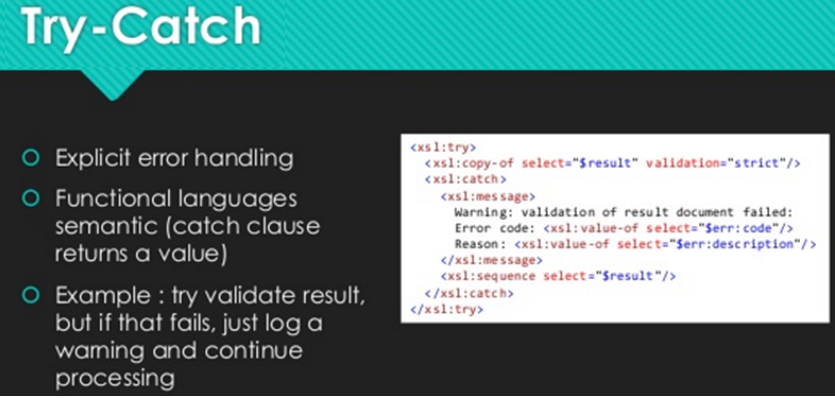 Try-Catch
Explicit error handling
Functional languages
semantic (catch clause
returns a value)
Example : try validate result,
but if that fails, just log a
warning and continue
processing
<xsl:try>
<xsl:copy-of select="$result" validation="strict"/>
<xsl:catch>
<xsl:message>
Warning: validation of result document failed:
Error code: <xsl:value-of select="$err:code"/>
Reason: <xsl:value-of select="$err:description"/>
</xsl:message>
<xsl:sequence select="$result"/>
</xsl:catch>
</xsl:try>